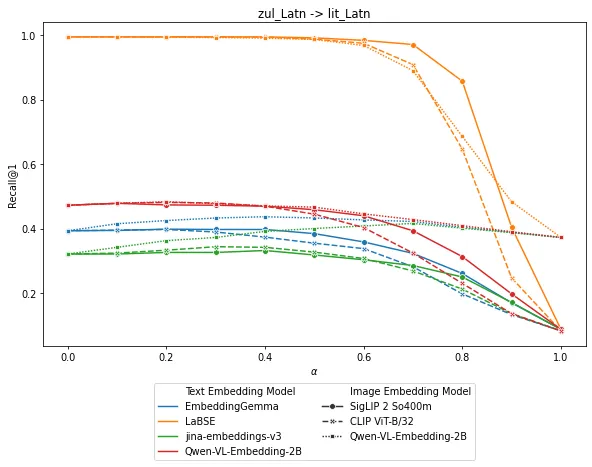 zul_Latn -> lit_Latn
1.0
0.8
0.6
0.4
0.2
Recall@1
0.0 0.2 0.4 0.6 0.8 1.0
α
Text Embedding Model Image Embedding Model
EmbeddingGemma SigLIP 2 So400m
LaBSE CLIP ViT-B/32
jina-embeddings-v3 Qwen-VL-Embedding-2B
Qwen-VL-Embedding-2B